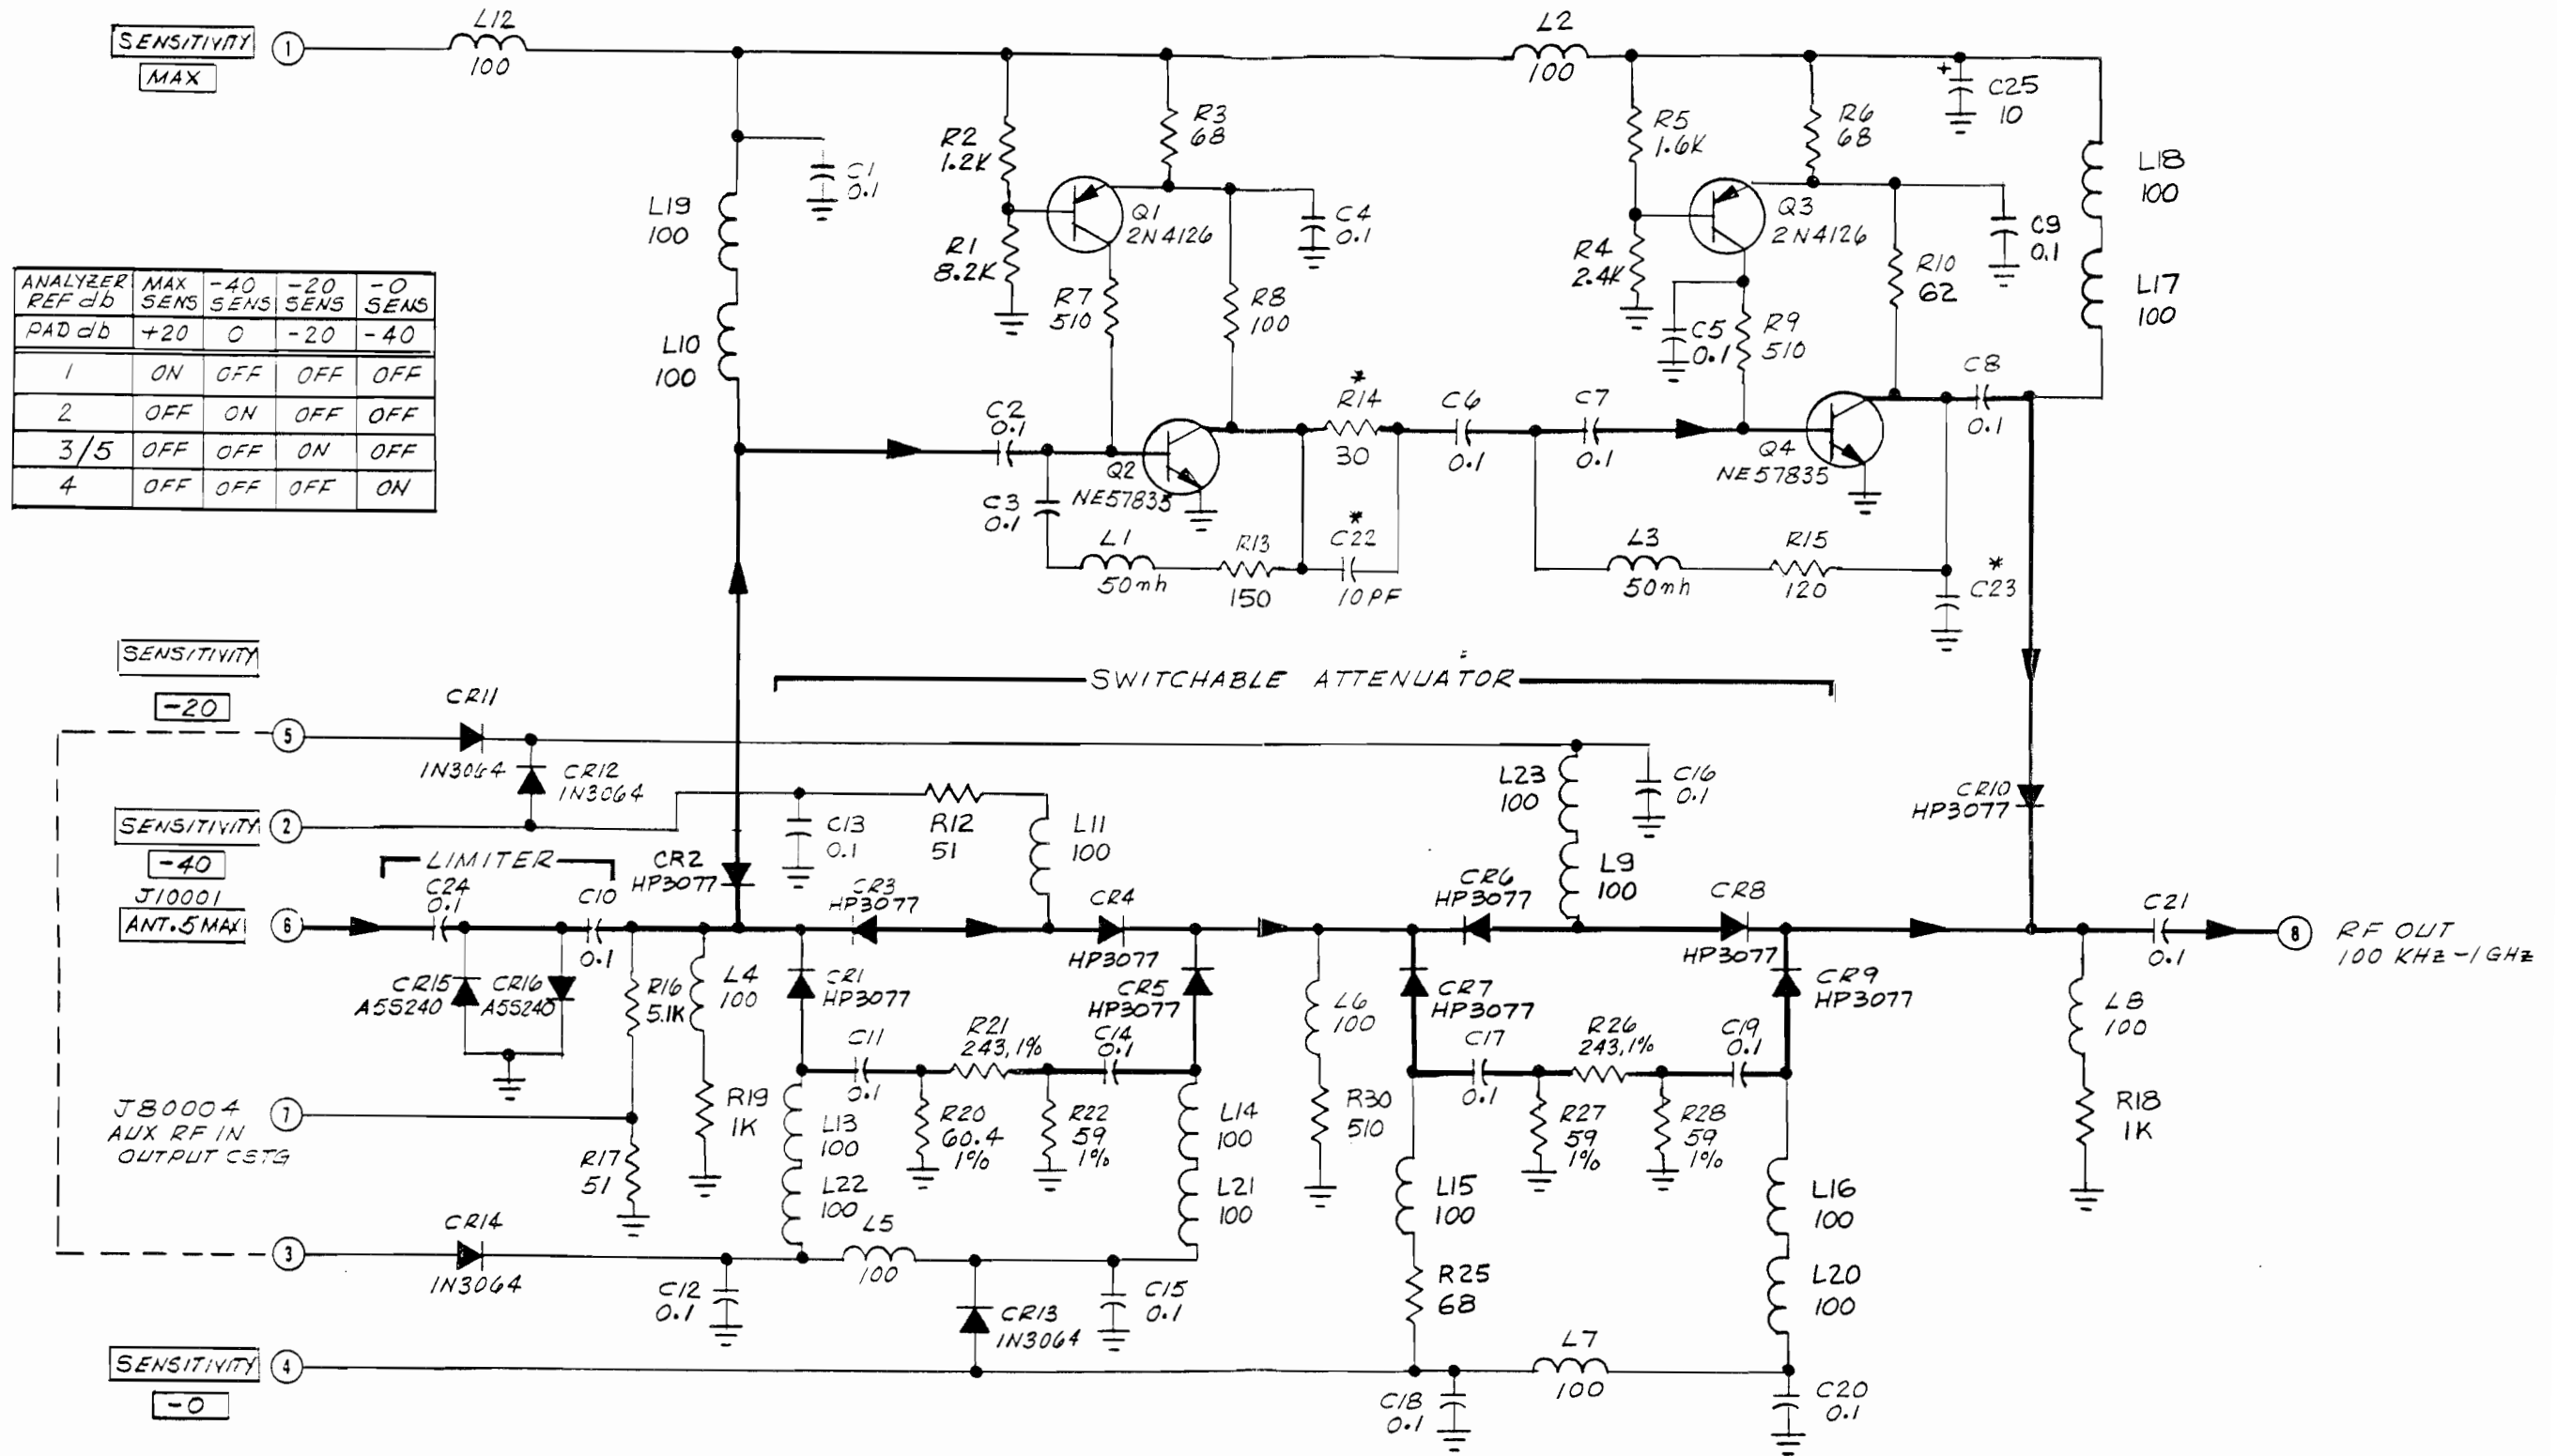 SENSITIVITY
MAX
1
L12
100
L2
100
C25
10
R2
1.2K
R3
68
R5
1.6K
R6
68
L18
100
C1
0.1
L19
100
Q1
2N4126
C4
0.1
Q3
2N4126
C9
0.1
R1
8.2K
R4
2.4K
R10
62
L17
100
ANALYZER REF db
MAX SENS
-40 SENS
-20 SENS
-0 SENS
PAD db +20 0 -20 -40
1 ON OFF OFF OFF
2 OFF ON OFF OFF
3/5 OFF OFF ON OFF
4 OFF OFF OFF ON
L10
100
R7
510
R8
100
C5
0.1
R9
510
C8
0.1
C2
0.1
*
R14
30
C6
0.1
C7
0.1
Q2
NE57835
Q4
NE57835
C3
0.1
L1
50mh
R13
150
*
C22
10PF
L3
50mh
R15
120
*
C23
SENSITIVITY
-20
SWITCHABLE ATTENUATOR
5
CR11
1N3064
CR12
1N3064
L23
100
C16
0.1
CR10
HP3077
SENSITIVITY
-40
2
C13
0.1
R12
51
L11
100
L9
100
LIMITER
C24
0.1
C10
0.1
CR2
HP3077
CR3
HP3077
CR4
HP3077
CR6
HP3077
CR8
HP3077
J10001
ANT.5 MAX
6
C21
0.1
8
RF OUT
100 KHZ-1GHZ
CR15
A5S240
CR16
A5S240
R16
5.1K
L4
100
CR1
HP3077
CR5
HP3077
L6
100
CR7
HP3077
CR9
HP3077
L8
100
C11
0.1
R21
243,1%
C14
0.1
C17
0.1
R26
243,1%
C19
0.1
J80004
AUX RF IN
OUTPUT CSTG
7
R17
51
R19
1K
L13
100
R20
60.4
1%
R22
59
1%
L14
100
R30
510
R27
59
1%
R28
59
1%
R18
1K
L22
100
L21
100
L15
100
L16
100
3
CR14
1N3064
L5
100
C12
0.1
CR13
1N3064
C15
0.1
R25
68
L20
100
SENSITIVITY
-0
4
L7
100
C18
0.1
C20
0.1
+